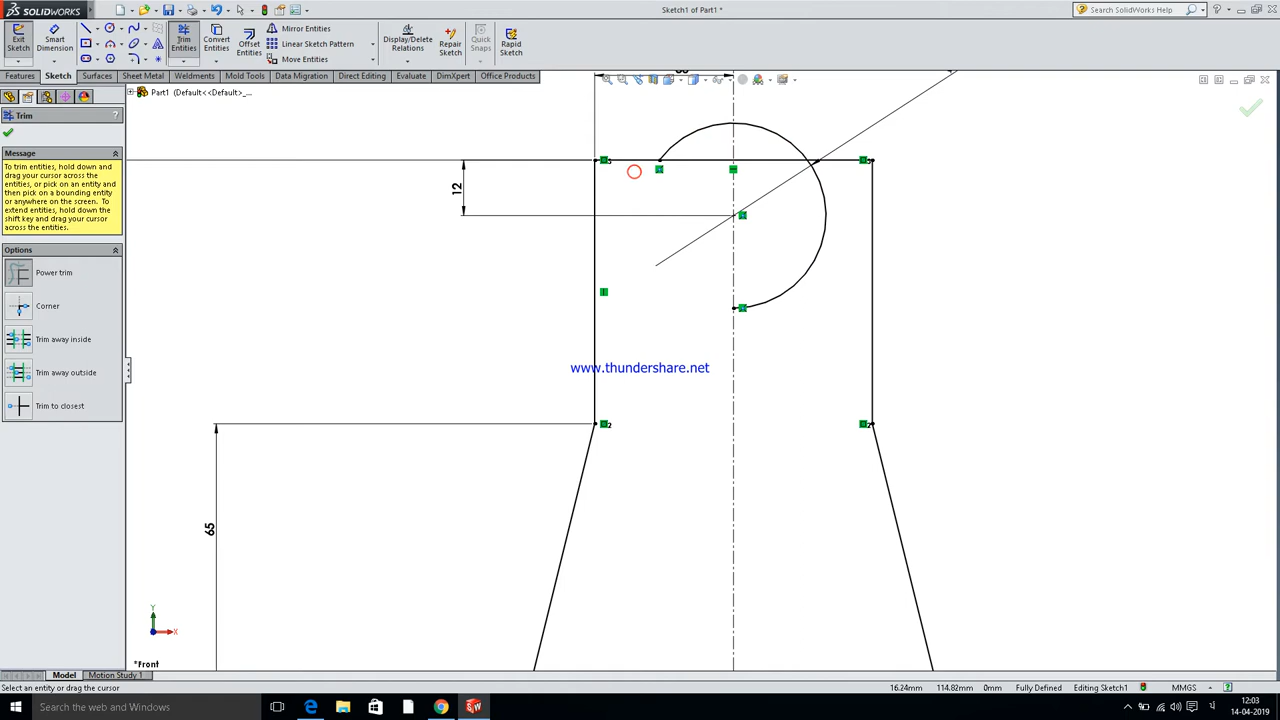 SOLIDWORKS
Sketch1 of Part1 *
Search SolidWorks Help
Exit Sketch
Smart Dimension
Trim Entities
Convert Entities
Offset Entities
Mirror Entities
Linear Sketch Pattern
Move Entities
Display/Delete Relations
Repair Sketch
Quick Snaps
Rapid Sketch
Features
Sketch
Surfaces
Sheet Metal
Weldments
Mold Tools
Data Migration
Direct Editing
Evaluate
DimXpert
Office Products
Part1 (Default<<Default>_...
Trim
Message
To trim entities, hold down and
drag your cursor across the
entities, or pick on an entity and
then pick on a bounding entity
or anywhere on the screen. To
extend entities, hold down the
shift key and drag your cursor
across the entities.
Options
Power trim
Corner
Trim away inside
Trim away outside
Trim to closest
12
65
www.thundershare.net
Y
X
*Front
Model
Motion Study 1
Select an entity or drag the cursor
16.24mm
114.82mm
0mm
Fully Defined
Editing Sketch1
MMGS
Search the web and Windows
12:03
14-04-2019